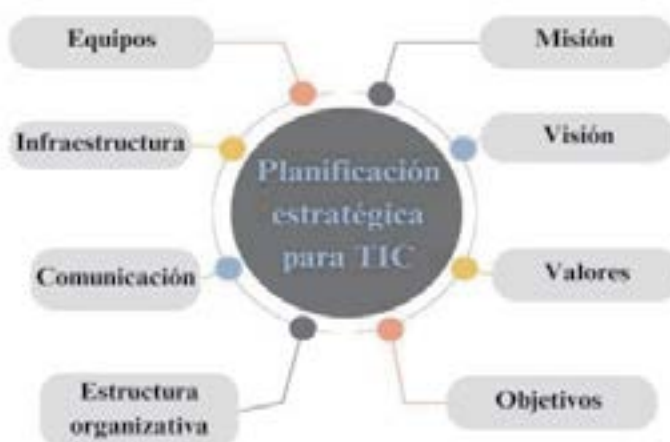 Equipos
Misión
Infraestructura
Visión
Planificación
estratégica
para TIC
Comunicación
Valores
Estructura
organizativa
Objetivos